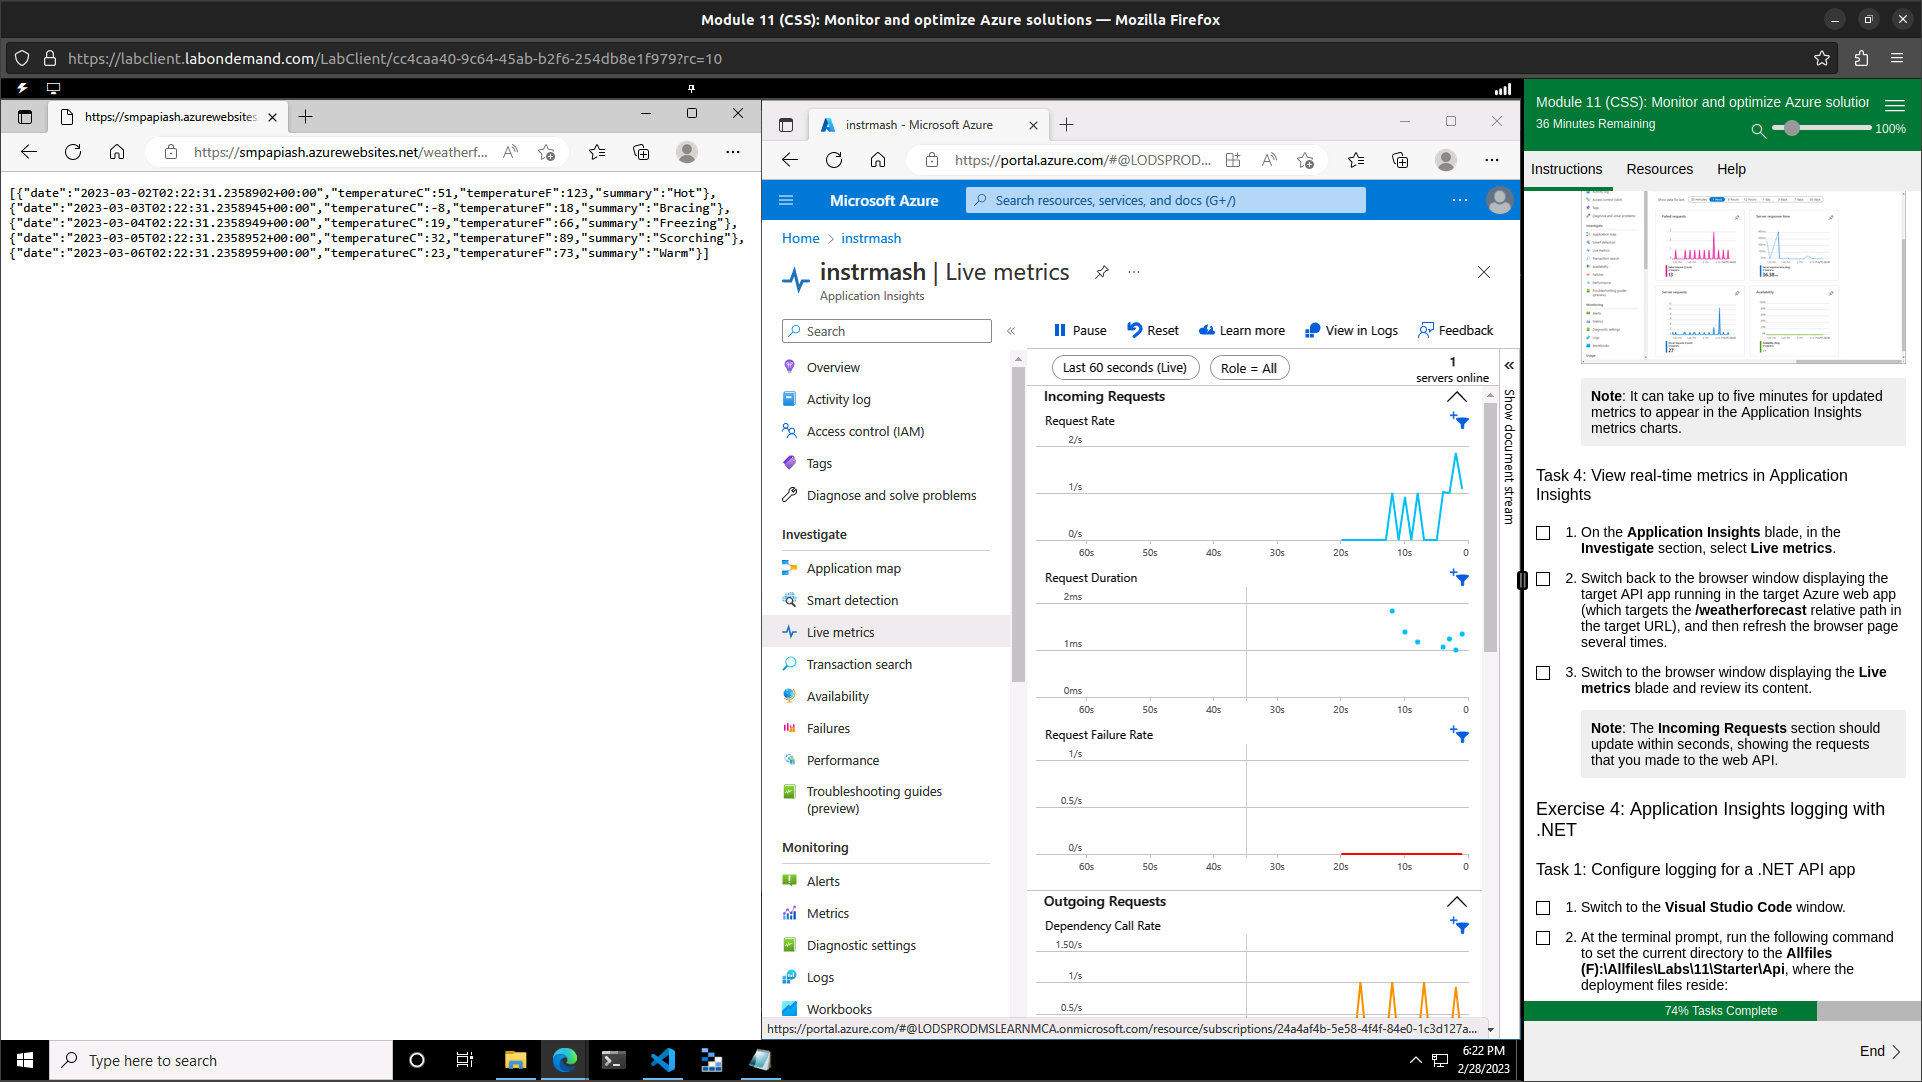 Module 11 (CSS): Monitor and optimize Azure solutions — Mozilla Firefox
https://labclient.labondemand.com/LabClient/cc4caa40-9c64-45ab-b2f6-254db8e1f979?rc=10
https://smpapiash.azurewebsites.
https://smpapiash.azurewebsites.net/weatherf...
[{"date":"2023-03-02T02:22:31.2358902+00:00","temperatureC":51,"temperatureF":123,"summary":"Hot"},
{"date":"2023-03-03T02:22:31.2358945+00:00","temperatureC":-8,"temperatureF":18,"summary":"Bracing"},
{"date":"2023-03-04T02:22:31.2358949+00:00","temperatureC":19,"temperatureF":66,"summary":"Freezing"},
{"date":"2023-03-05T02:22:31.2358952+00:00","temperatureC":32,"temperatureF":89,"summary":"Scorching"},
{"date":"2023-03-06T02:22:31.2358959+00:00","temperatureC":23,"temperatureF":73,"summary":"Warm"}]
instrmash - Microsoft Azure
https://portal.azure.com/#@LODSPROD...
Microsoft Azure
Search resources, services, and docs (G+/)
Home > instrmash
instrmash | Live metrics
Application Insights
Search
Overview
Activity log
Access control (IAM)
Tags
Diagnose and solve problems
Investigate
Application map
Smart detection
Live metrics
Transaction search
Availability
Failures
Performance
Troubleshooting guides
(preview)
Monitoring
Alerts
Metrics
Diagnostic settings
Logs
Workbooks
Pause Reset Learn more View in Logs Feedback
Last 60 seconds (Live) Role = All
1
servers online
Show document stream
Incoming Requests
Request Rate
2/s
1/s
0/s
60s 50s 40s 30s 20s 10s 0
Request Duration
2ms
1ms
0ms
60s 50s 40s 30s 20s 10s 0
Request Failure Rate
1/s
0.5/s
0/s
60s 50s 40s 30s 20s 10s 0
Outgoing Requests
Dependency Call Rate
1.50/s
1/s
0.5/s
https://portal.azure.com/#@LODSPRODMSLEARNMCA.onmicrosoft.com/resource/subscriptions/24a4af4b-5e58-4f4f-84e0-1c3d127a...
Type here to search
6:22 PM
2/28/2023
Module 11 (CSS): Monitor and optimize Azure solution
36 Minutes Remaining
100%
Instructions Resources Help
Note: It can take up to five minutes for updated
metrics to appear in the Application Insights
metrics charts.
Task 4: View real-time metrics in Application
Insights
1. On the Application Insights blade, in the
Investigate section, select Live metrics.
2. Switch back to the browser window displaying the
target API app running in the target Azure web app
(which targets the /weatherforecast relative path in
the target URL), and then refresh the browser page
several times.
3. Switch to the browser window displaying the Live
metrics blade and review its content.
Note: The Incoming Requests section should
update within seconds, showing the requests
that you made to the web API.
Exercise 4: Application Insights logging with
.NET
Task 1: Configure logging for a .NET API app
1. Switch to the Visual Studio Code window.
2. At the terminal prompt, run the following command
to set the current directory to the Allfiles
(F):\Allfiles\Labs\11\Starter\Api, where the
deployment files reside:
74% Tasks Complete
End